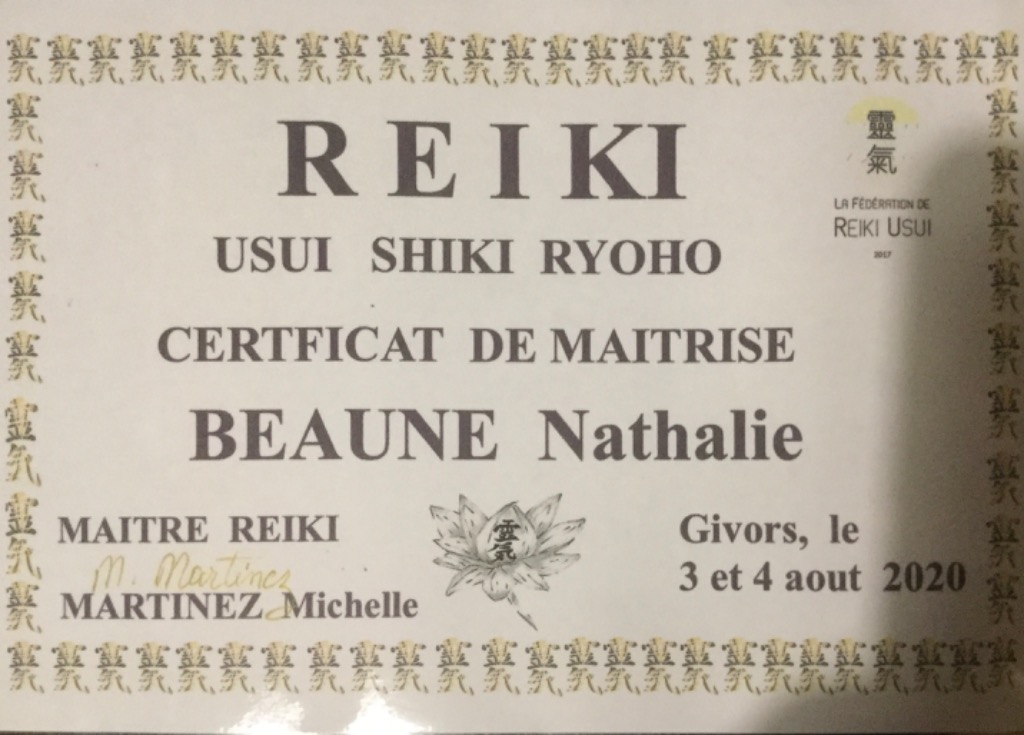 REIKI
靈氣
LA FÉDÉRATION DE
REIKI USUI
2017
USUI SHIKI RYOHO
CERTFICAT DE MAITRISE
BEAUNE Nathalie
靈氣
MAITRE REIKI
M. Martinez
MARTINEZ Michelle
Givors, le
3 et 4 aout 2020